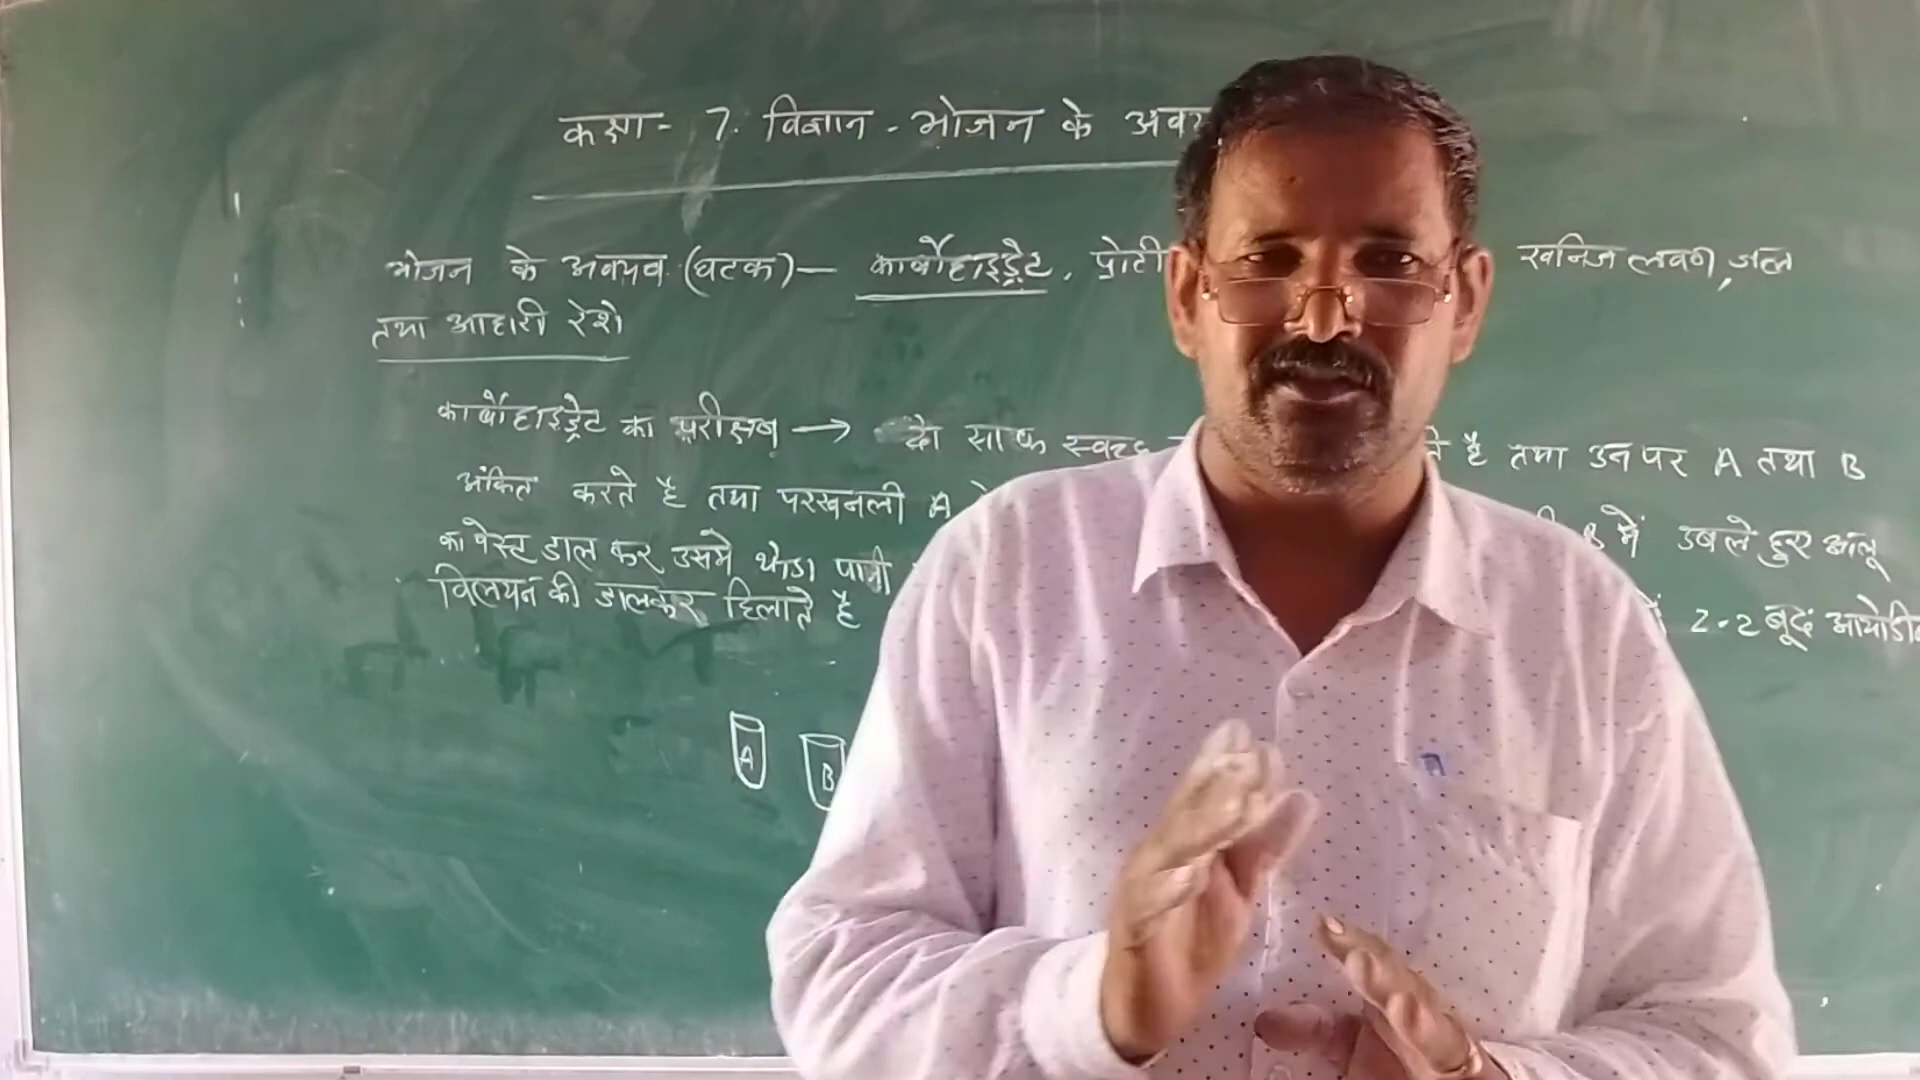 कक्षा - 7. विज्ञान - भोजन के अवय
भोजन के अवयव (घटक)— कार्बोहाइड्रेट, प्रोटी खनिज लवण, जल
तथा आहारी रेशे
कार्बोहाइड्रेट का परीक्षण → दो साफ स्वच्छ है तथा उन पर A तथा B
अंकित करते है तथा परखनली A B में उबले हुए आलू
का पेस्ट डाल कर उसमे थोडा पानी 2-2 बूदं आयोडी
विलयन की डालकर हिलाते है
A B